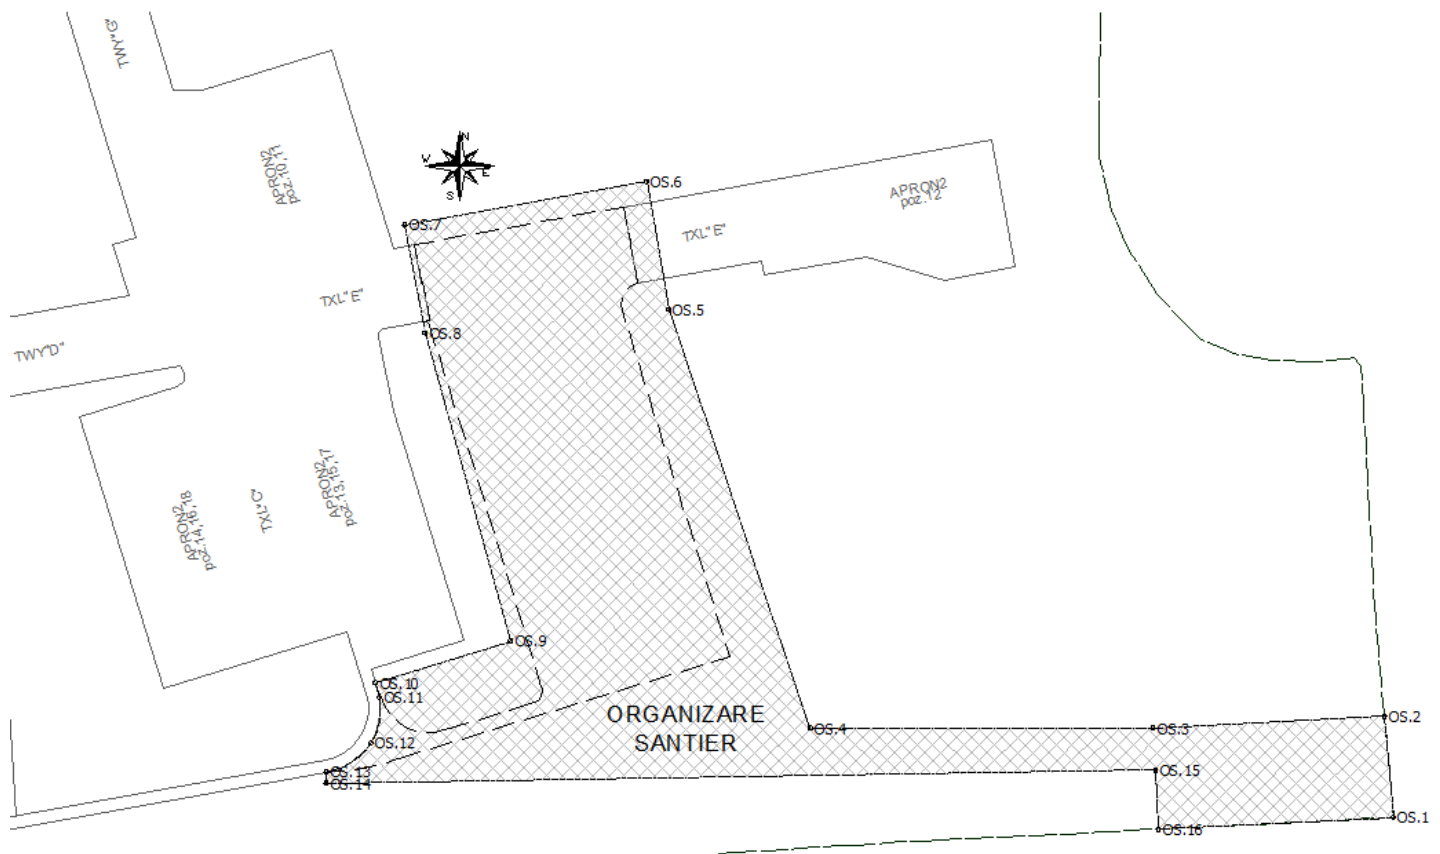 TWY"G"
APRON2
poz.10,11
N
W
E
S
OS.6
OS.7
APRON2
poz.12
TXL"E"
TXL"E"
OS.5
OS.8
TWY"D"
APRON2
poz.13,15,17
TXL"C"
APRON2
poz.14,16,18
OS.9
OS.10
OS.11
ORGANIZARE
SANTIER
OS.2
OS.4
OS.3
OS.12
OS.13
OS.14
OS.15
OS.1
OS.16